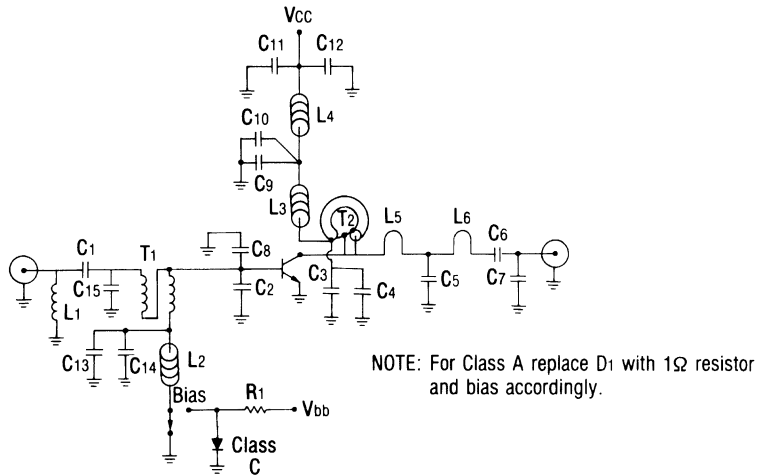 Vcc
C11 C12
L4
C10
C9
L3
T2
L5 L6
C6
C1 T1
C8
C15
C2
C3
C4
C5
C7
L1
C13 C14
L2
Bias
R1
Vbb
Class
C
NOTE: For Class A replace D1 with 1Ω resistor
and bias accordingly.